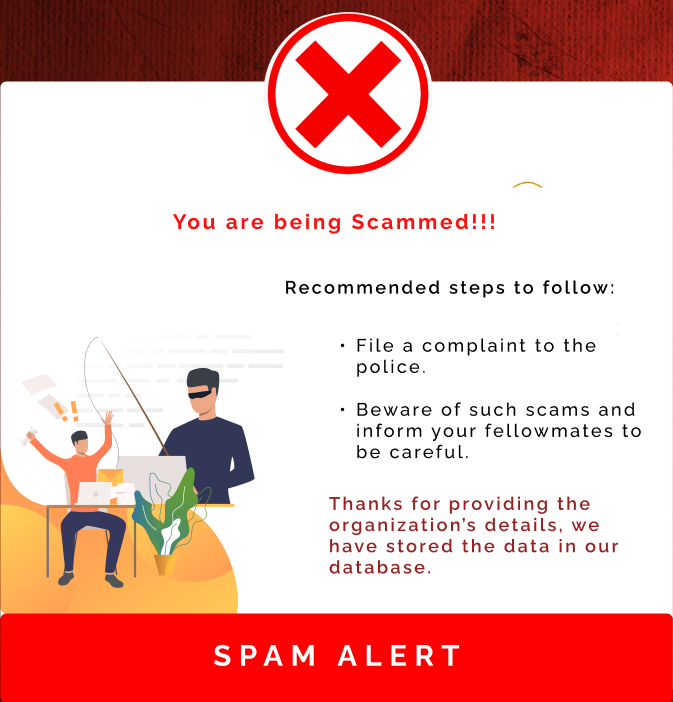 You are being Scammed!!!
Recommended steps to follow:
• File a complaint to the
police.
• Beware of such scams and
inform your fellowmates to
be careful.
Thanks for providing the
organization's details, we
have stored the data in our
database.
SPAM ALERT